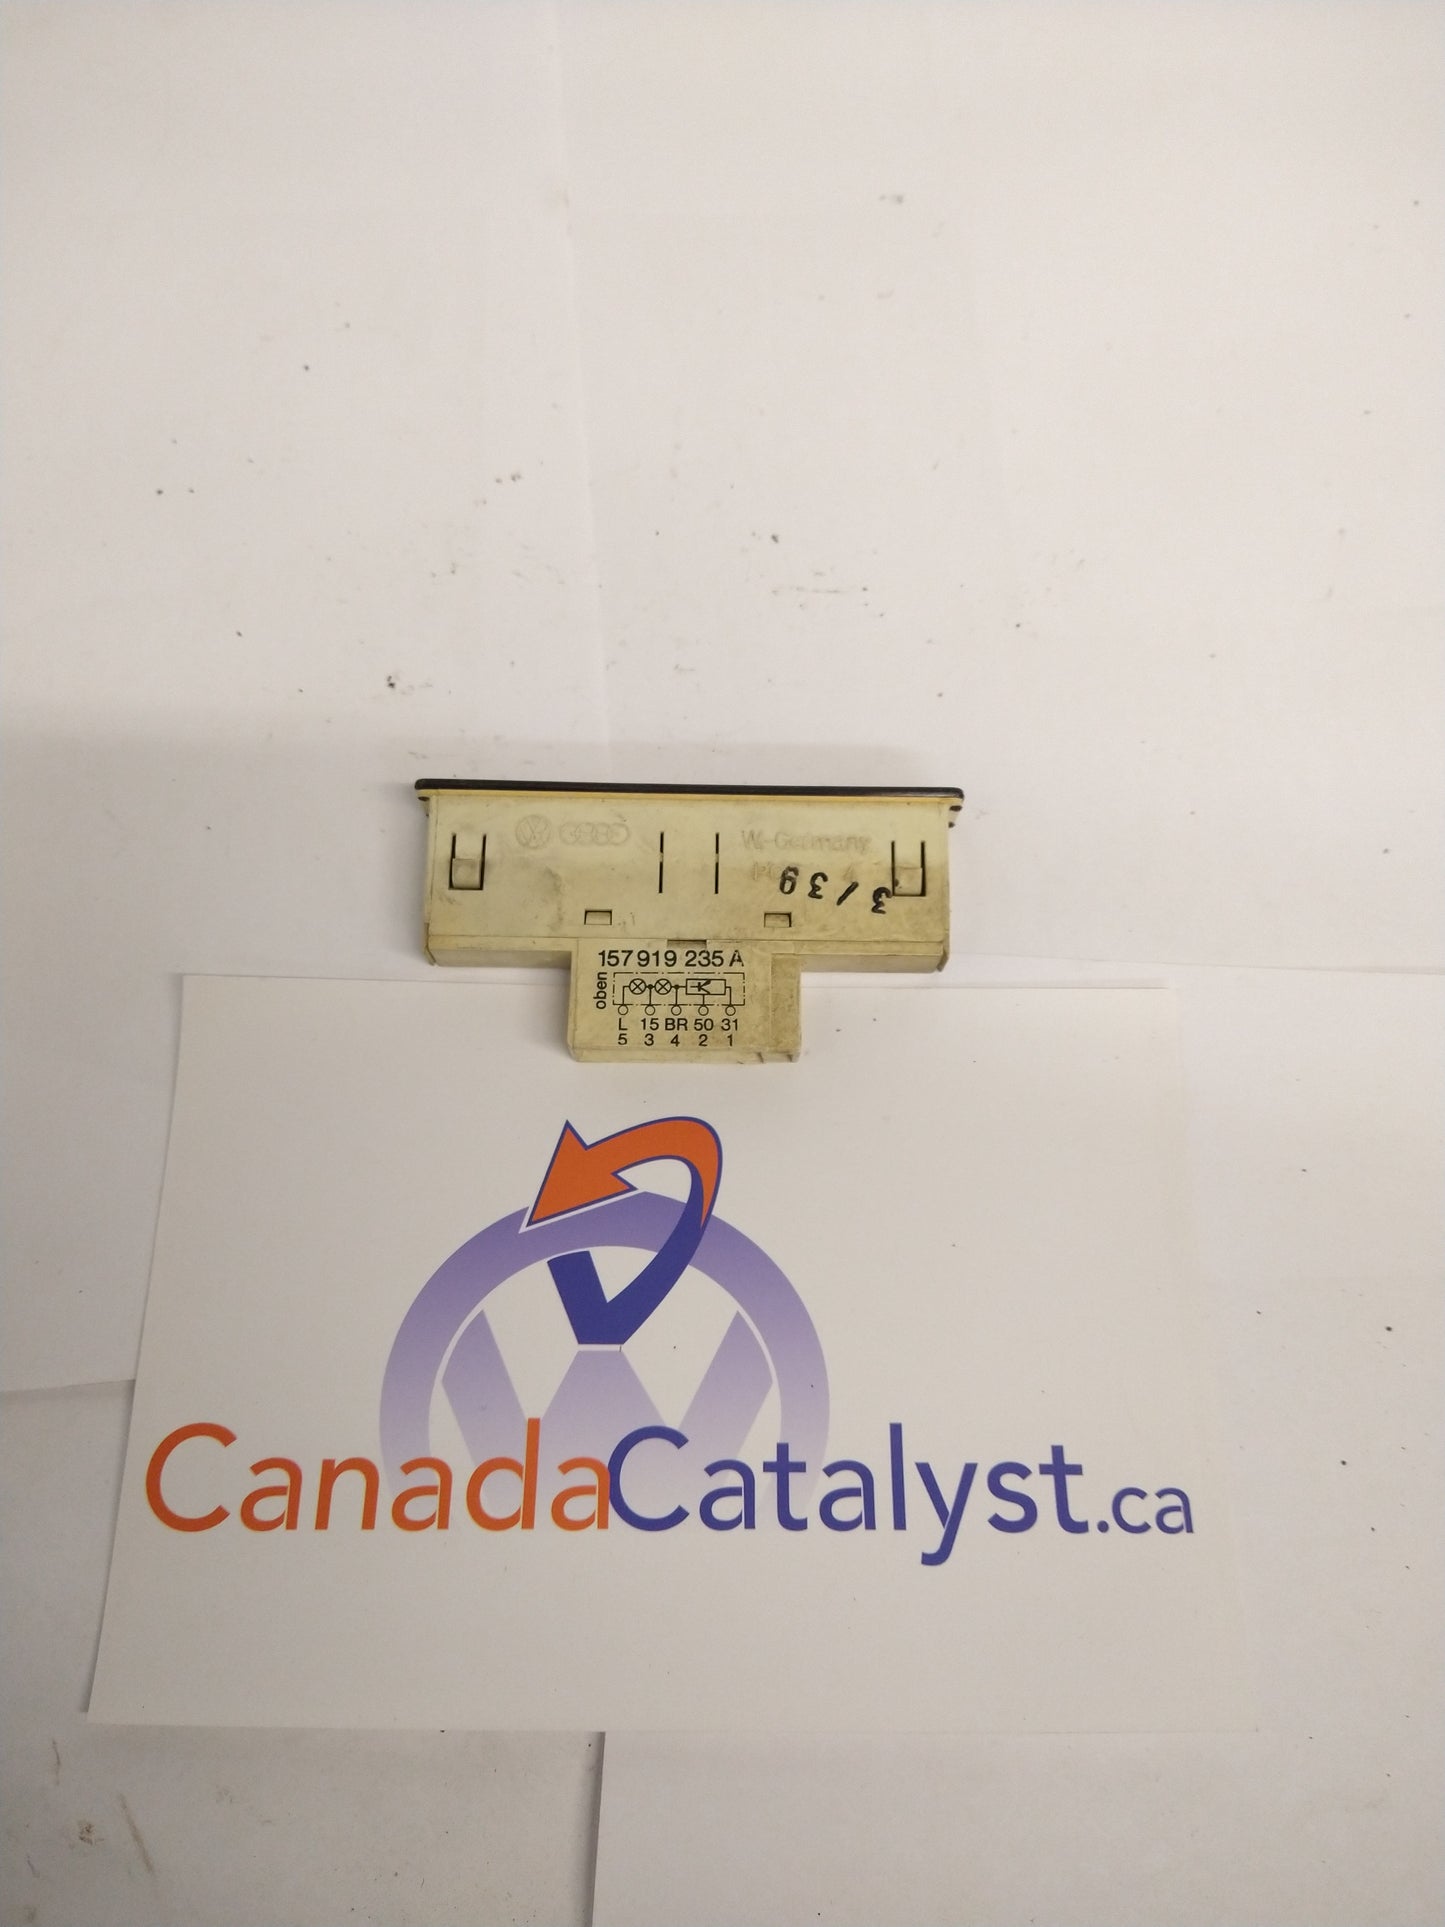 W.-Germany
3/39
157 919 235 A
oben
L 15 BR 50 31
5 3 4 2 1
CanadaCatalyst.ca